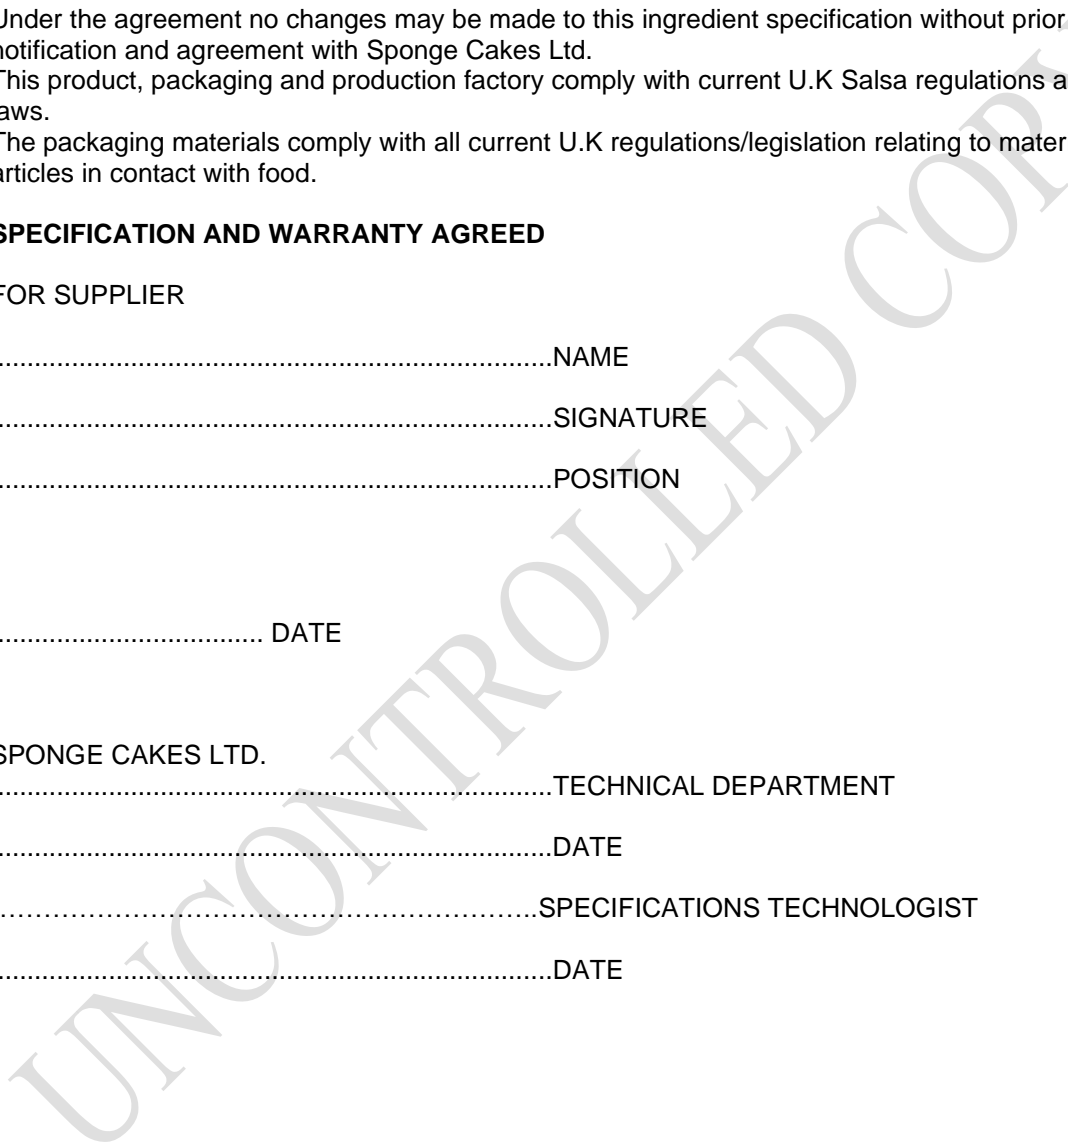 Under the agreement no changes may be made to this ingredient specification without prior
notification and agreement with Sponge Cakes Ltd.
This product, packaging and production factory comply with current U.K Salsa regulations a
laws.
The packaging materials comply with all current U.K regulations/legislation relating to mater
articles in contact with food.
SPECIFICATION AND WARRANTY AGREED
FOR SUPPLIER
............................................................................NAME
............................................................................SIGNATURE
............................................................................POSITION
.................................... DATE
SPONGE CAKES LTD.
............................................................................TECHNICAL DEPARTMENT
............................................................................DATE
……………………………………………………………..SPECIFICATIONS TECHNOLOGIST
............................................................................DATE
UNCONTROLLED COPY